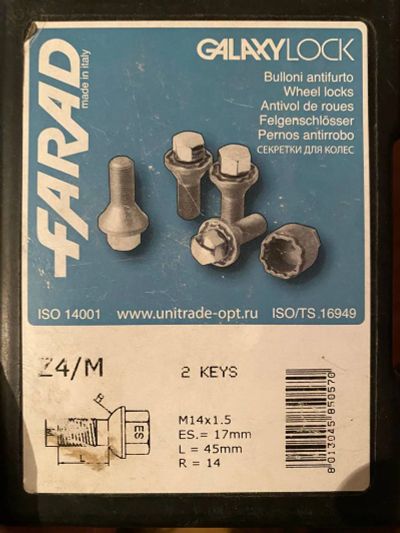 FARAD
made in italy
GALAXYLOCK
Bulloni antifurto
Wheel locks
Antivol de roues
Felgenschlösser
Pernos antirrobo
СЕКРЕТКИ ДЛЯ КОЛЕС
ISO 14001 www.unitrade-opt.ru ISO/TS 16949
Z4/M 2 KEYS
R
ES
L
M14x1.5
ES.= 17mm
L = 45mm
R = 14
8013045850570